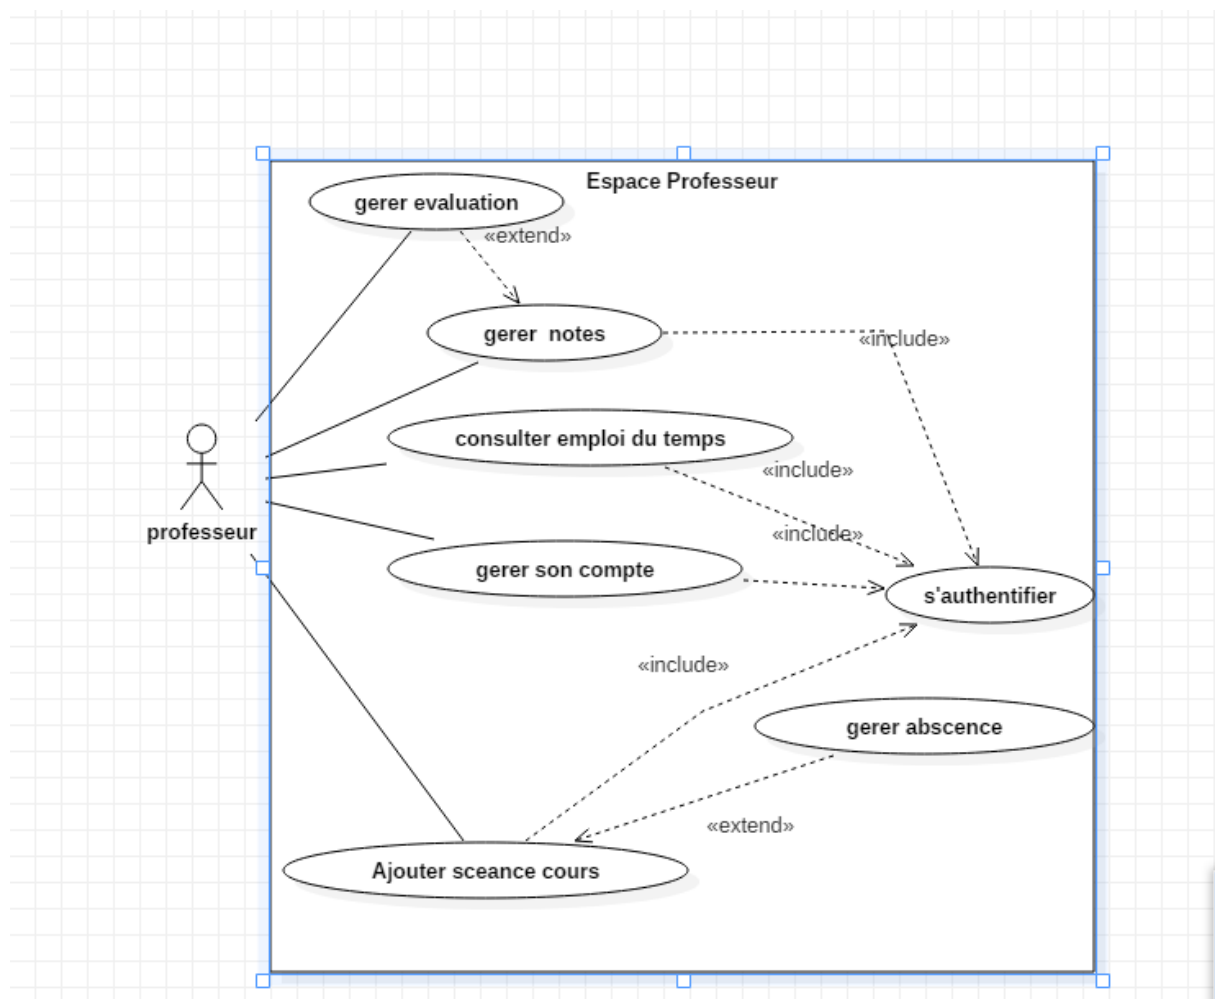 Espace Professeur
gerer evaluation
«extend»
gerer  notes
«include»
consulter emploi du temps
«include»
«include»
professeur
gerer son compte
s'authentifier
«include»
gerer abscence
«extend»
Ajouter sceance cours